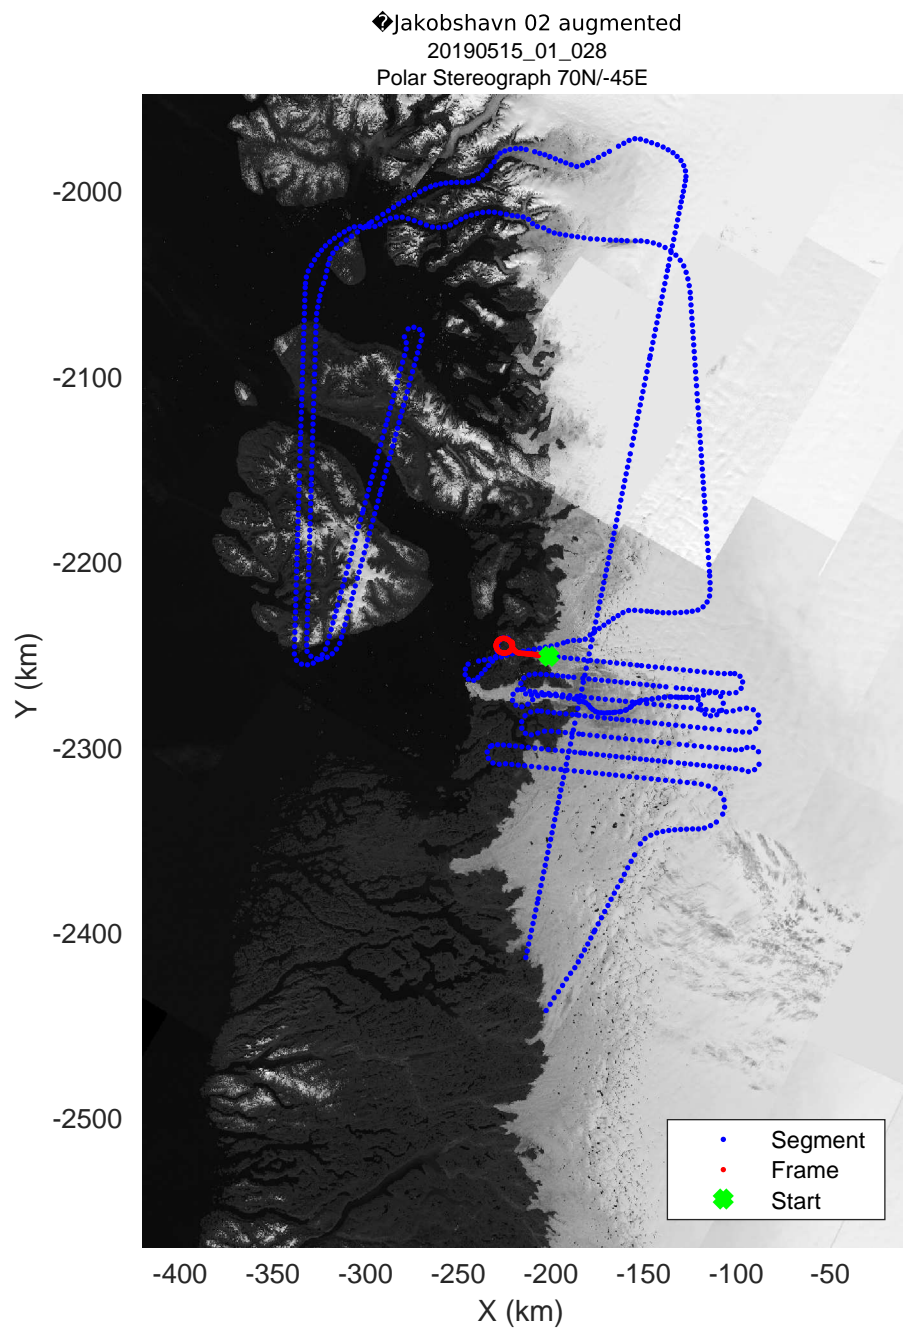 �Jakobshavn 02 augmented
20190515_01_028
Polar Stereograph 70N/-45E
-2000
-2100
-2200
-2300
-2400
-2500
Y (km)
Segment
Frame
Start
-400 -350 -300 -250 -200 -150 -100 -50
X (km)